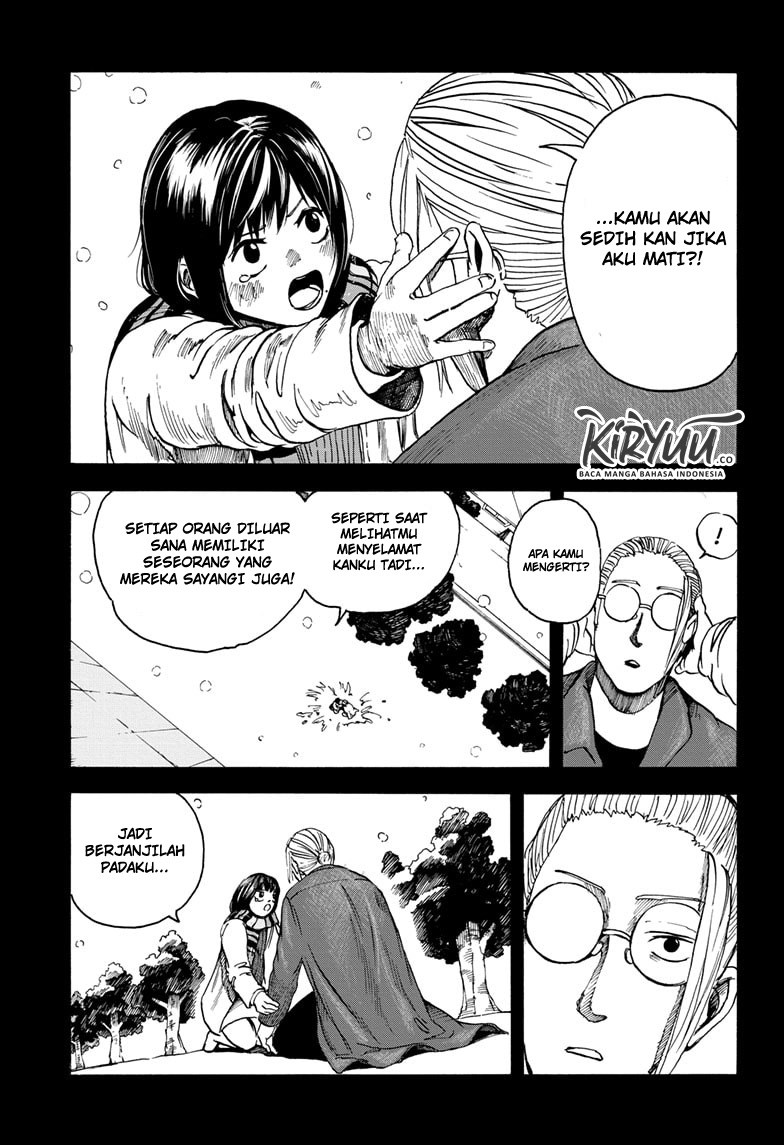 ...KAMU AKAN
SEDIH KAN JIKA
AKU MATI?!
KiRYUU.co
BACA MANGA BAHASA INDONESIA
!
APA KAMU
MENGERTI?
SEPERTI SAAT
MELIHATMU
MENYELAMAT
KANKU TADI...
SETIAP ORANG DILUAR
SANA MEMILIKI
SESEORANG YANG
MEREKA SAYANGI JUGA!
JADI
BERJANJILAH
PADAKU...